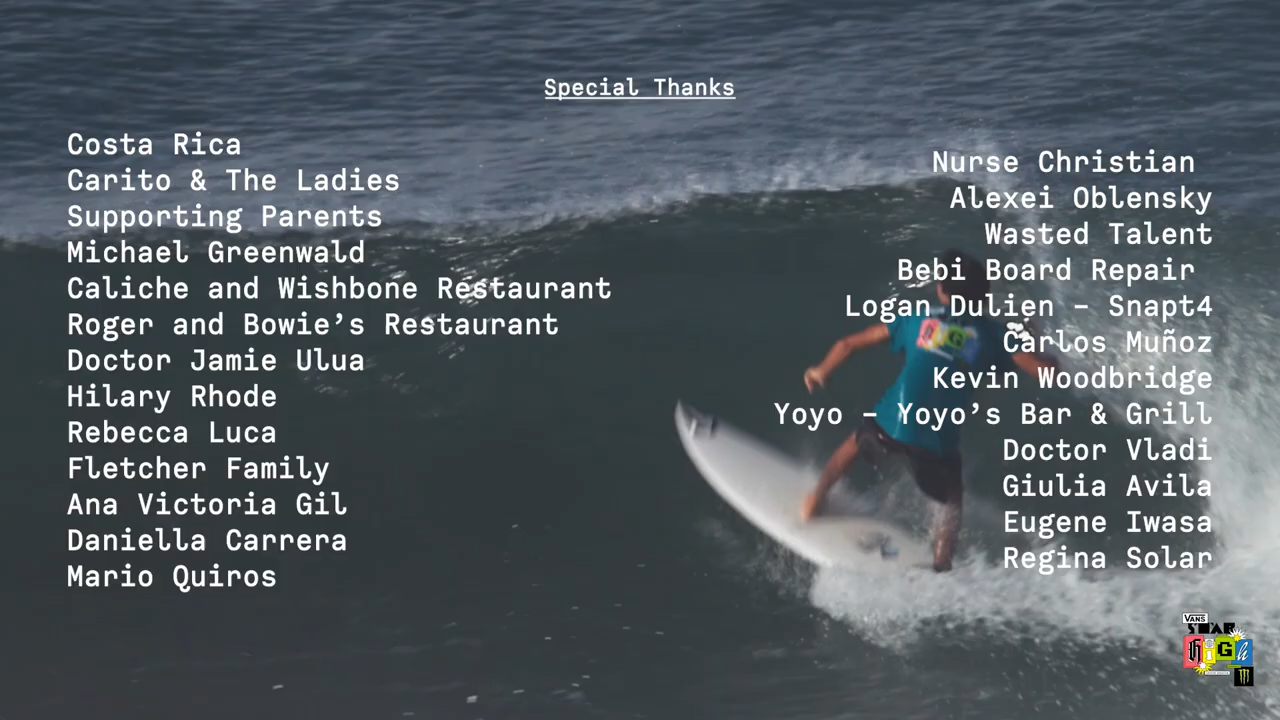 Special Thanks
Costa Rica
Carito & The Ladies
Supporting Parents
Michael Greenwald
Caliche and Wishbone Restaurant
Roger and Bowie’s Restaurant
Doctor Jamie Ulua
Hilary Rhode
Rebecca Luca
Fletcher Family
Ana Victoria Gil
Daniella Carrera
Mario Quiros
Nurse Christian
Alexei Oblensky
Wasted Talent
Bebi Board Repair
Logan Dulien – Snapt4
Carlos Muñoz
Kevin Woodbridge
Yoyo – Yoyo’s Bar & Grill
Doctor Vladi
Giulia Avila
Eugene Iwasa
Regina Solar
VANS
HiGh